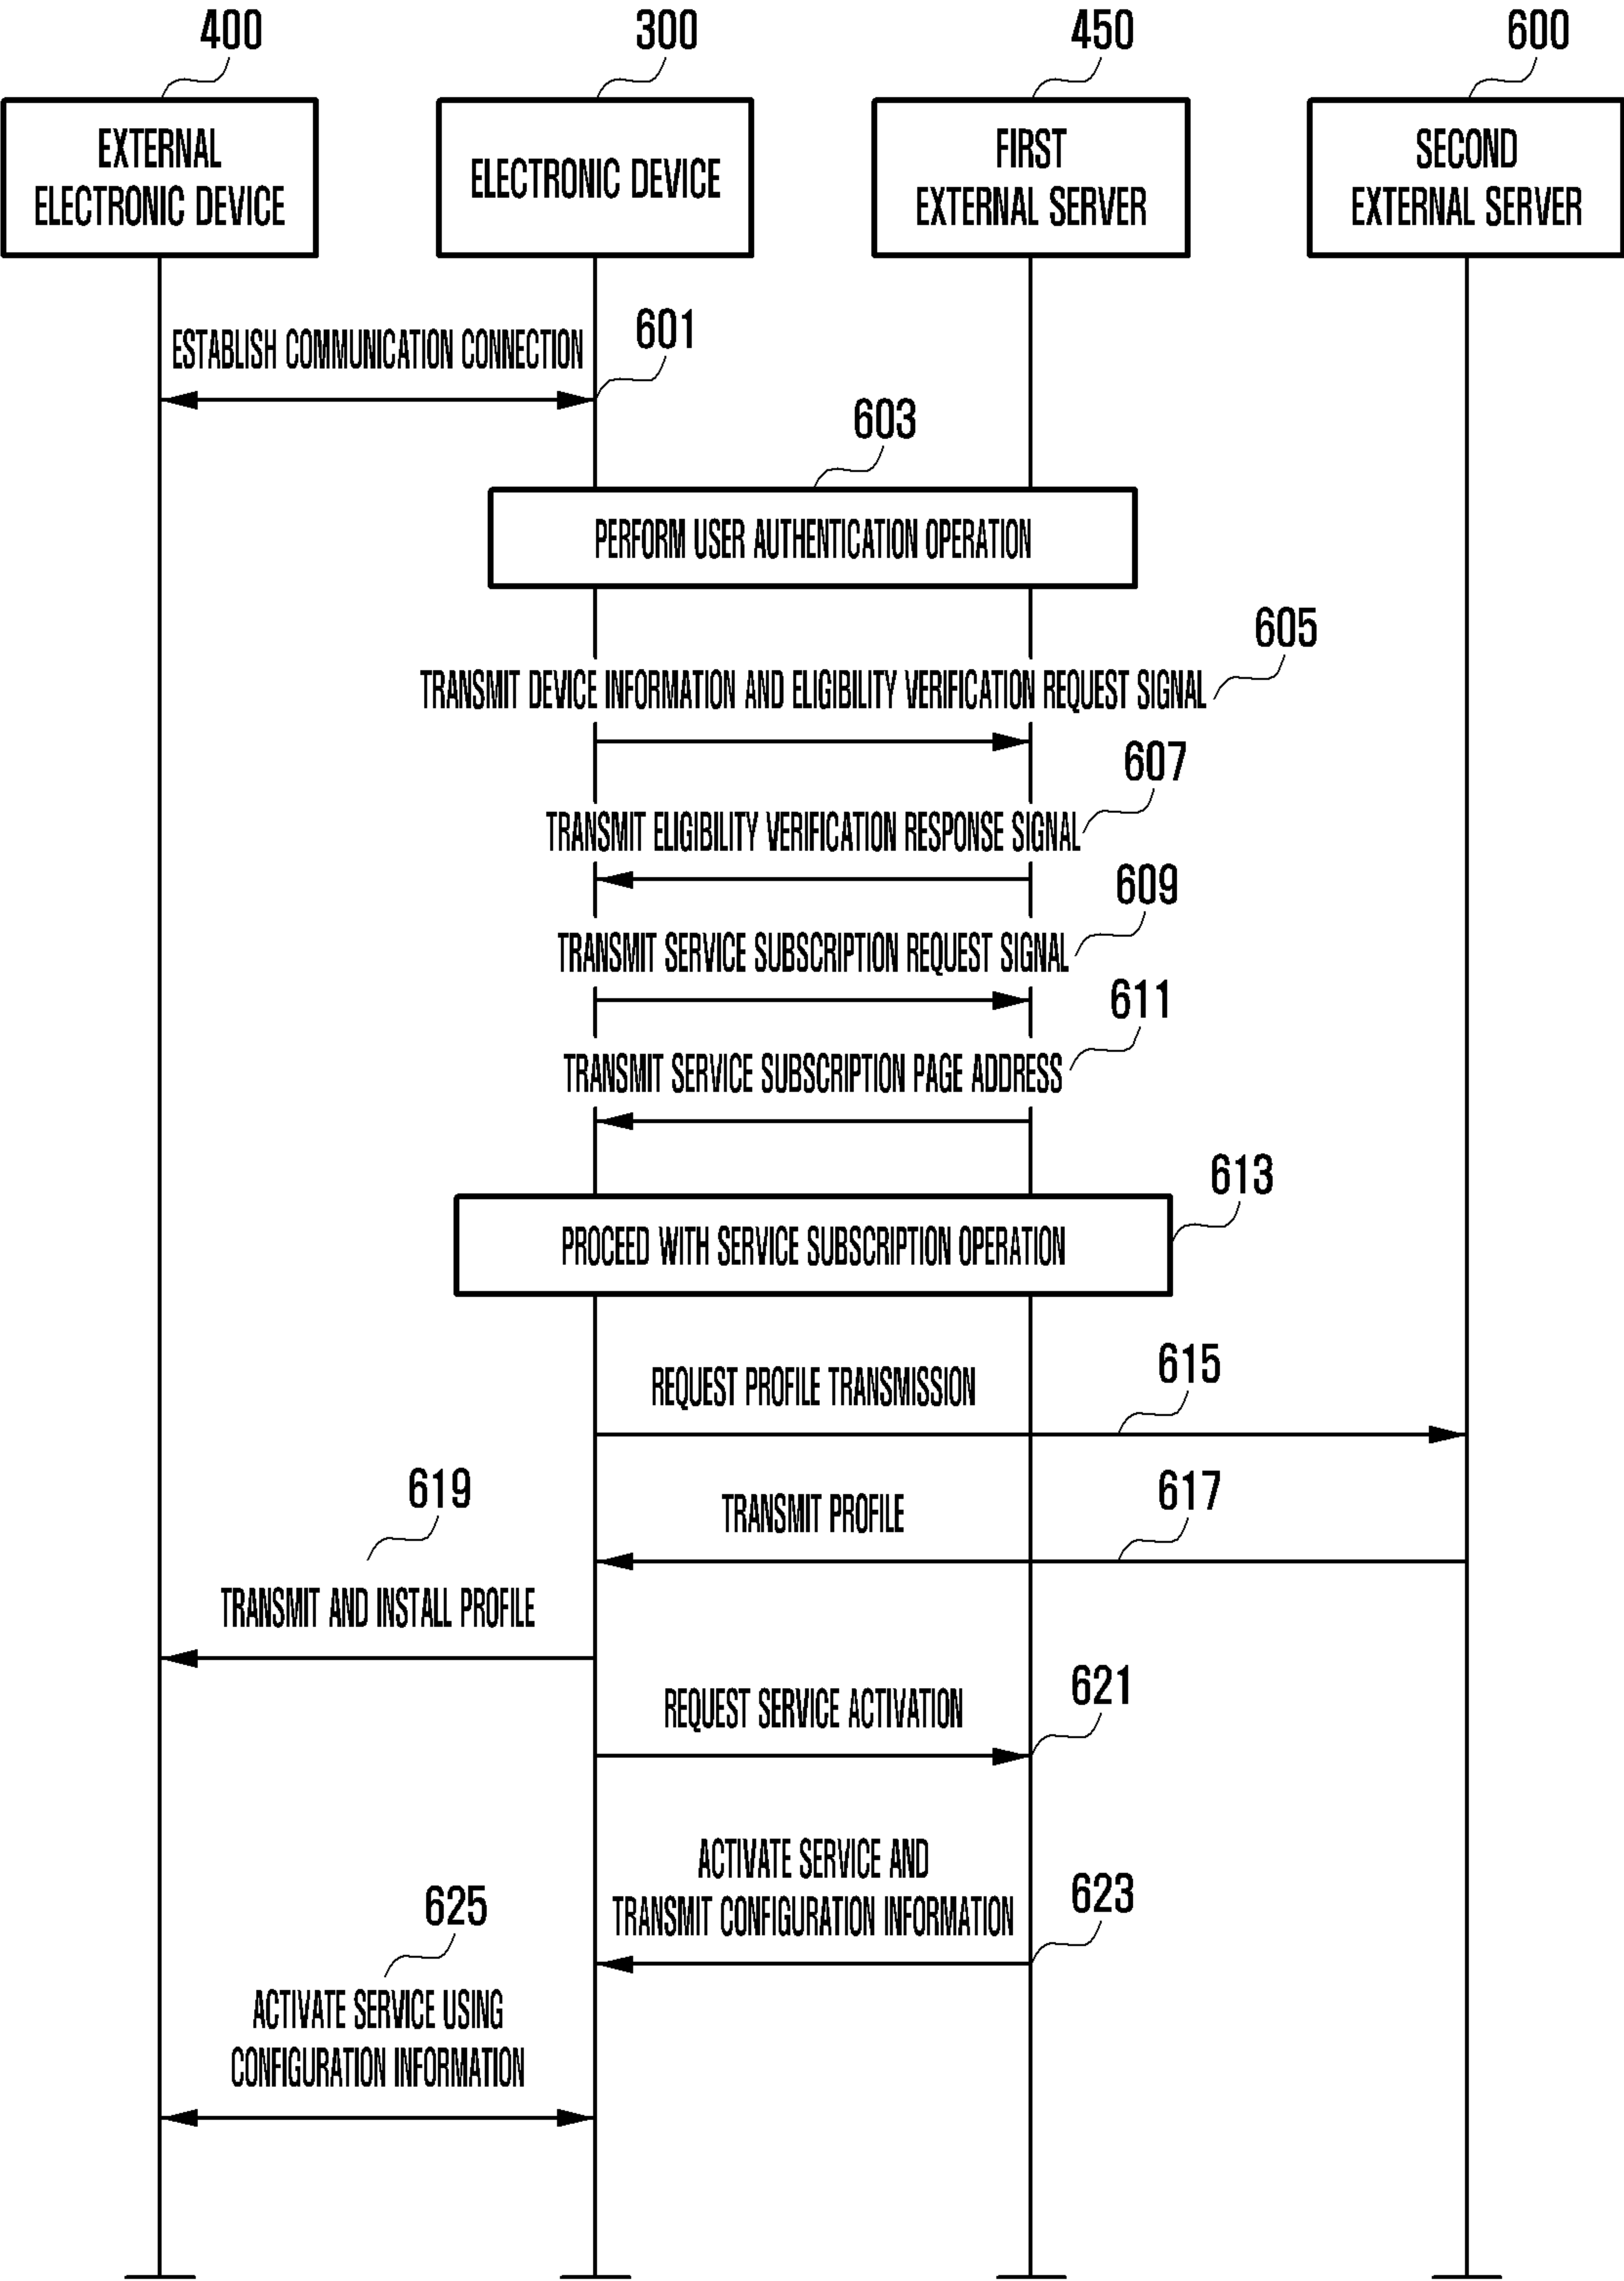 400
300
450
600
EXTERNAL
ELECTRONIC DEVICE
ELECTRONIC DEVICE
FIRST
EXTERNAL SERVER
SECOND
EXTERNAL SERVER
ESTABLISH COMMUNICATION CONNECTION
601
603
PERFORM USER AUTHENTICATION OPERATION
605
TRANSMIT DEVICE INFORMATION AND ELIGIBILITY VERIFICATION REQUEST SIGNAL
607
TRANSMIT ELIGIBILITY VERIFICATION RESPONSE SIGNAL
609
TRANSMIT SERVICE SUBSCRIPTION REQUEST SIGNAL
611
TRANSMIT SERVICE SUBSCRIPTION PAGE ADDRESS
613
PROCEED WITH SERVICE SUBSCRIPTION OPERATION
615
REQUEST PROFILE TRANSMISSION
617
TRANSMIT PROFILE
619
TRANSMIT AND INSTALL PROFILE
621
REQUEST SERVICE ACTIVATION
ACTIVATE SERVICE AND
TRANSMIT CONFIGURATION INFORMATION
623
625
ACTIVATE SERVICE USING
CONFIGURATION INFORMATION